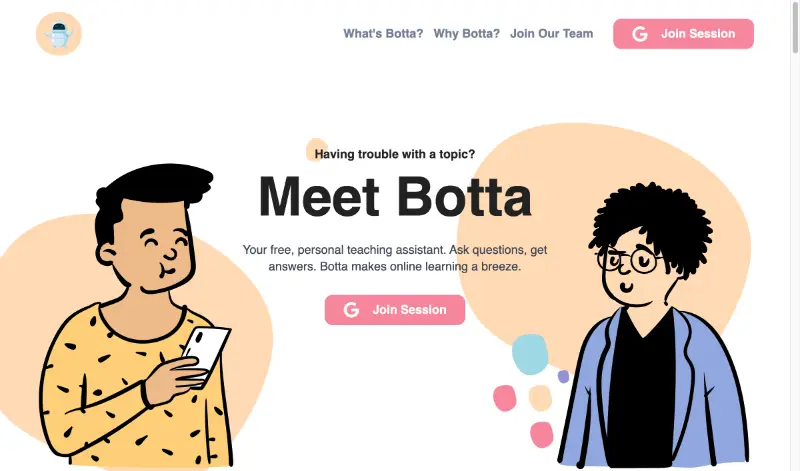 What's Botta?
Why Botta?
Join Our Team
Join Session
Having trouble with a topic?
Meet Botta
Your free, personal teaching assistant. Ask questions, get
answers. Botta makes online learning a breeze.
Join Session